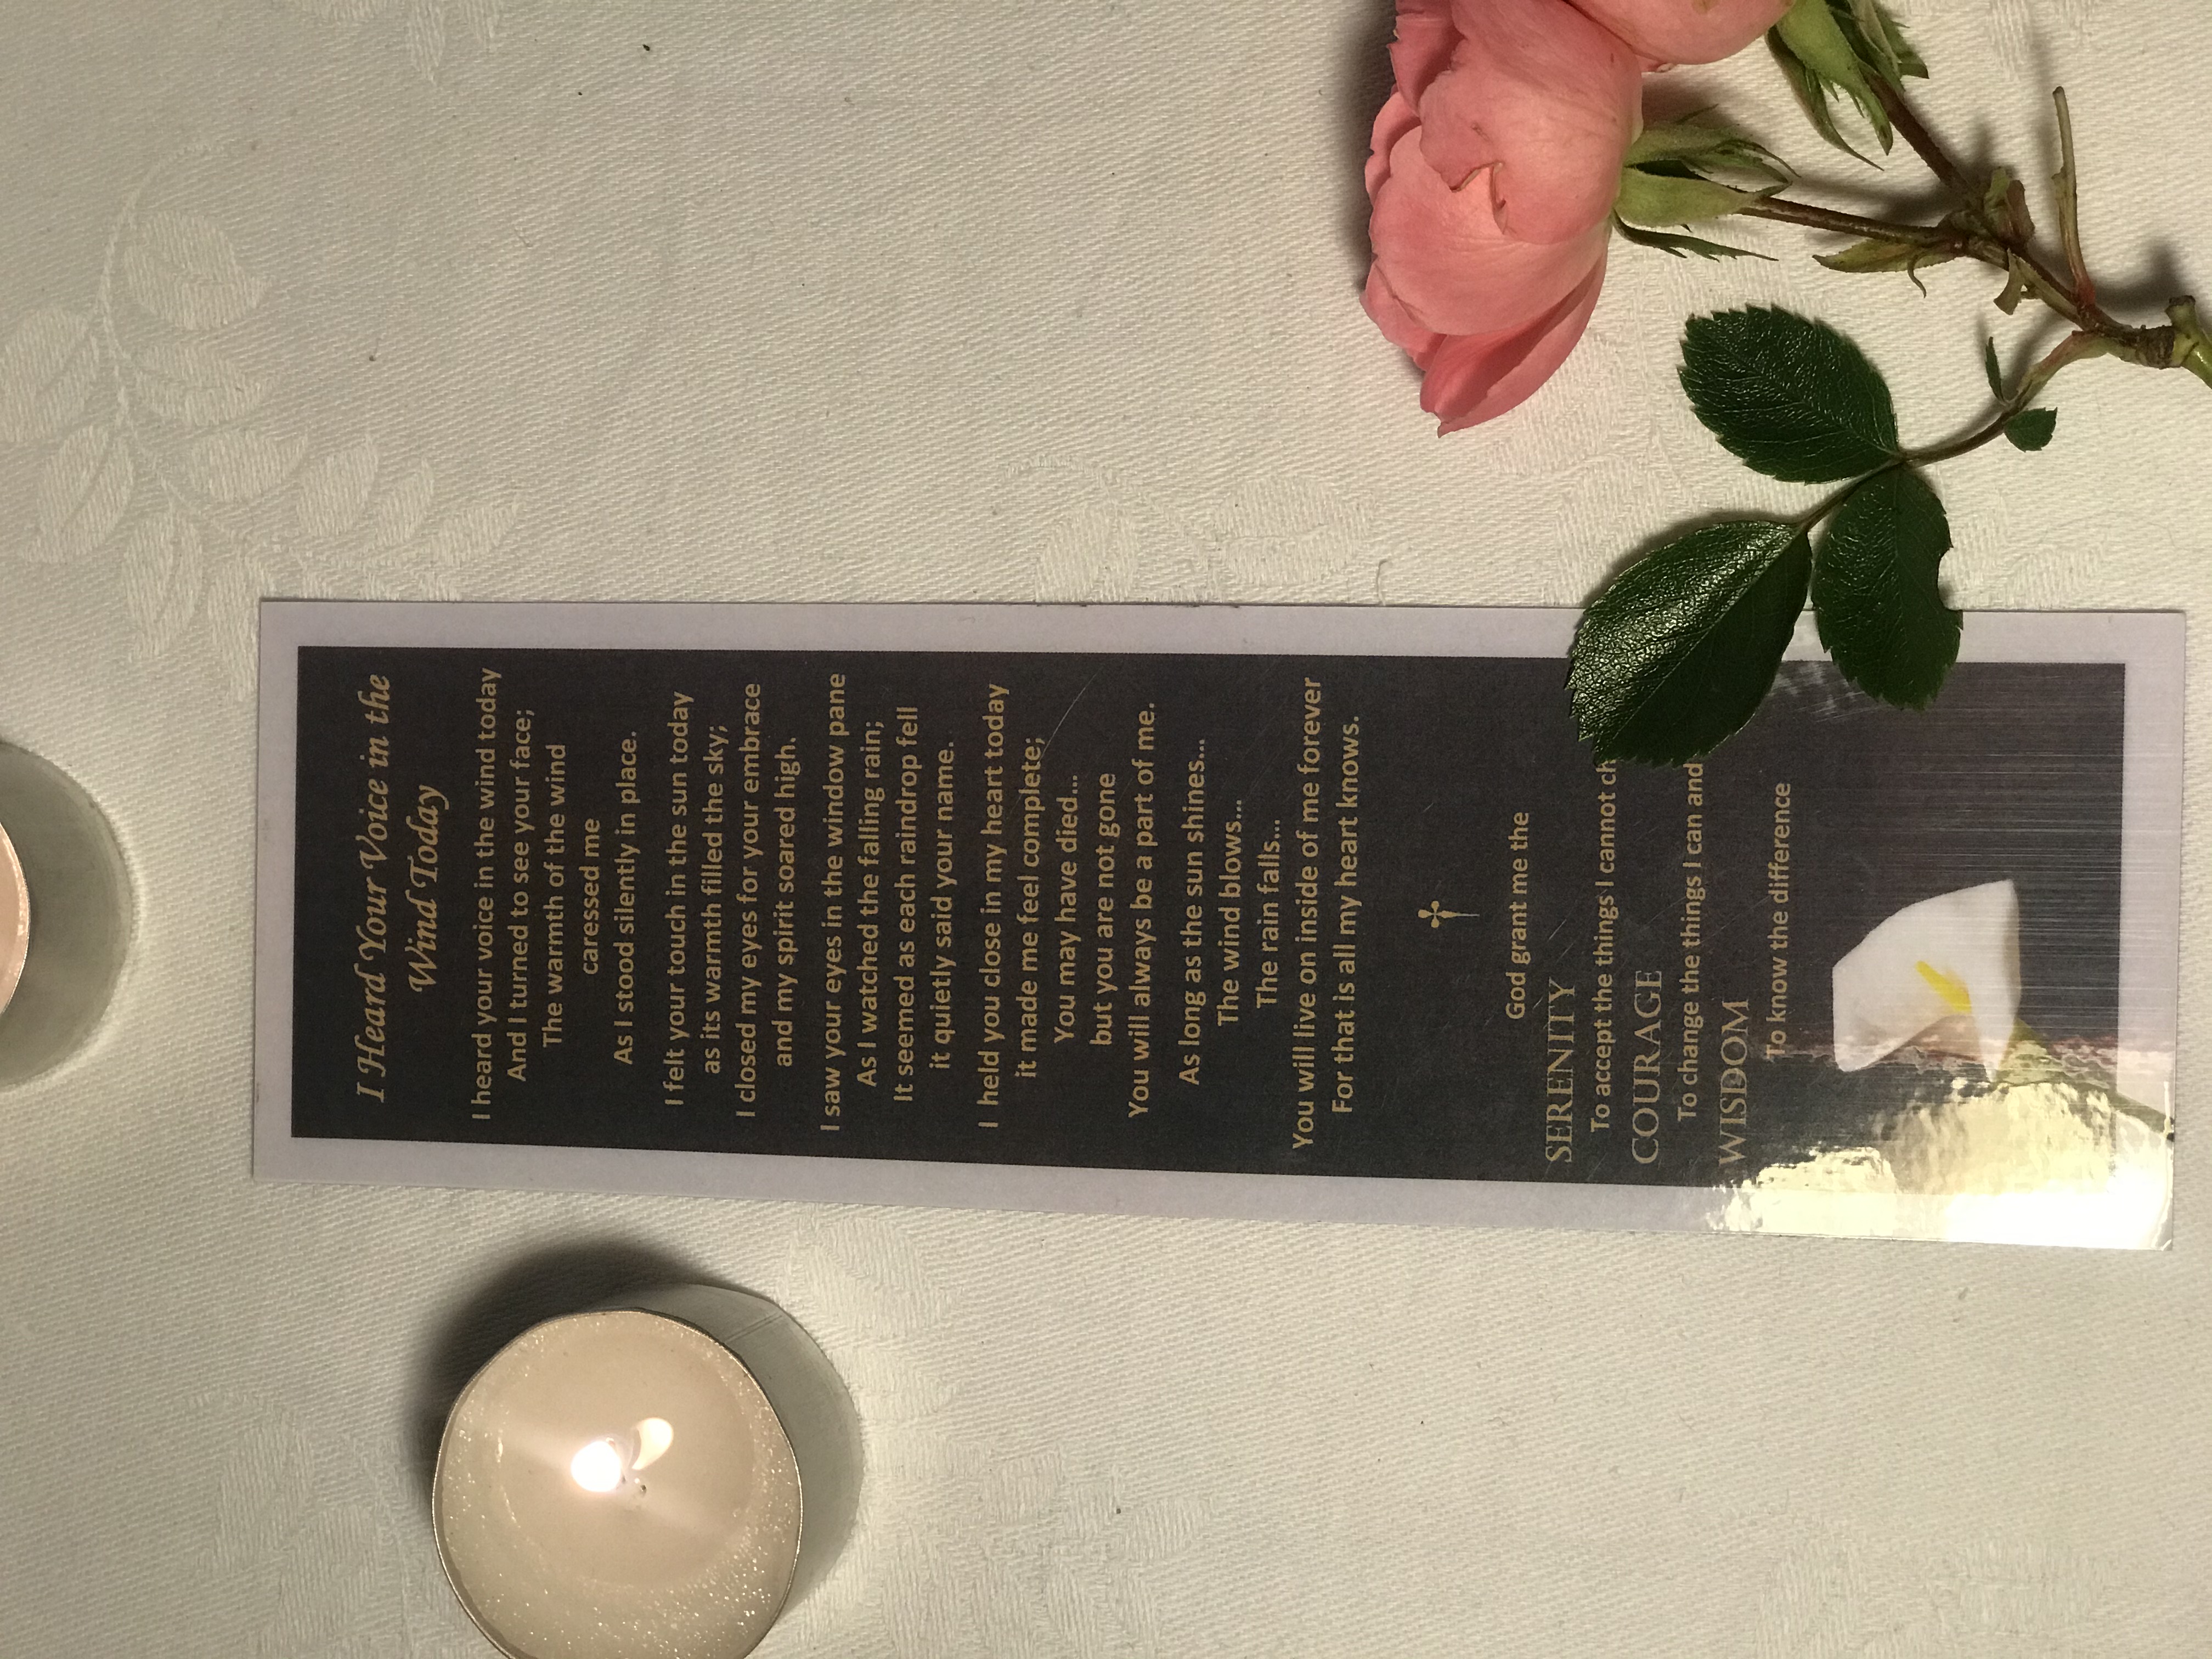 I Heard Your Voice in the
Wind Today
I heard your voice in the wind today
And I turned to see your face;
The warmth of the wind
caressed me
As I stood silently in place.
I felt your touch in the sun today
as its warmth filled the sky;
I closed my eyes for your embrace
and my spirit soared high.
I saw your eyes in the window pane
As I watched the falling rain;
It seemed as each raindrop fell
it quietly said your name.
I held you close in my heart today
it made me feel complete;
You may have died...
but you are not gone
You will always be a part of me.
As long as the sun shines...
The wind blows...
The rain falls...
You will live on inside of me forever
For that is all my heart knows.
God grant me the
SERENITY
To accept the things I cannot
COURAGE
To change the things I can and
WISDOM
To know the difference